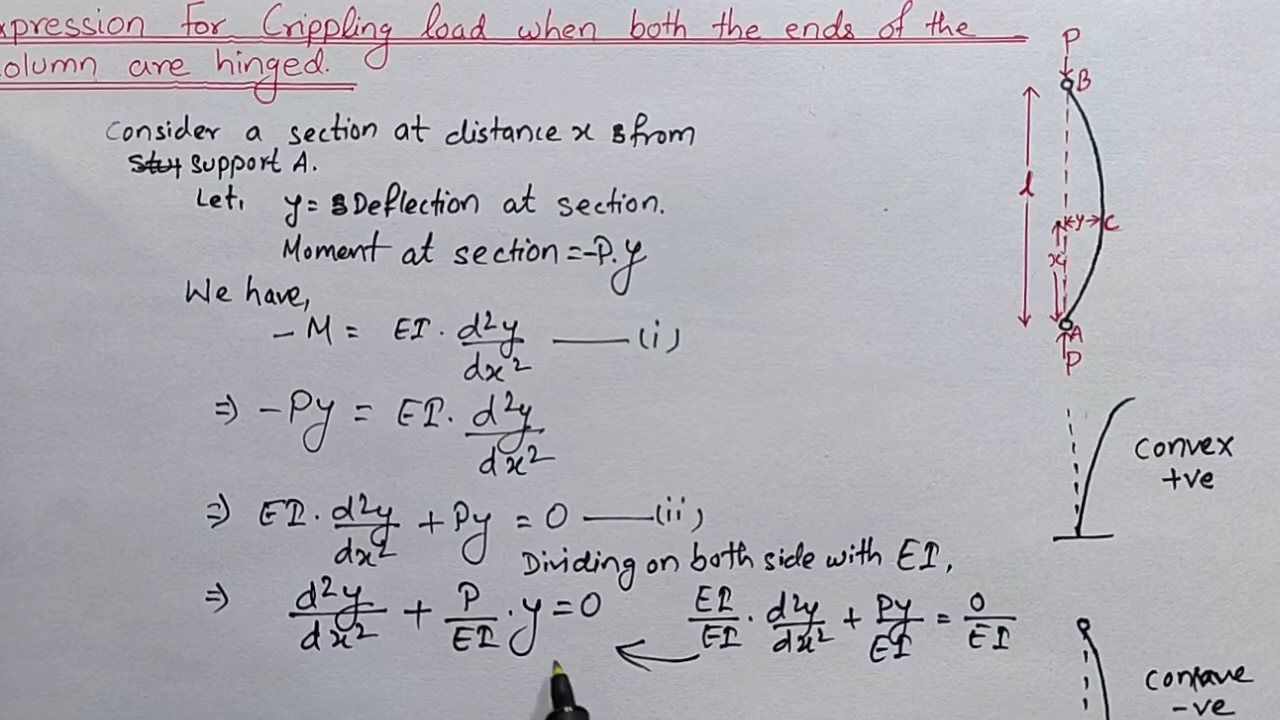 xpression for Crippling load when both the ends of the
olumn are hinged.
Consider a section at distance x from
support A.
Let, y = Deflection at section.
Moment at section = -P.y
We have,
- M = EI . d²y/dx² —— (i)
⇒ - Py = EI. d²y/dx²
⇒ EI . d²y/dx² + Py = 0 —— (ii)
Dividing on both side with EI,
⇒ d²y/dx² + P/EI . y = 0
EI/EI . d²y/dx² + Py/EI = 0/EI
P
B
l
y
C
x
A
P
convex
+ve
concave
-ve